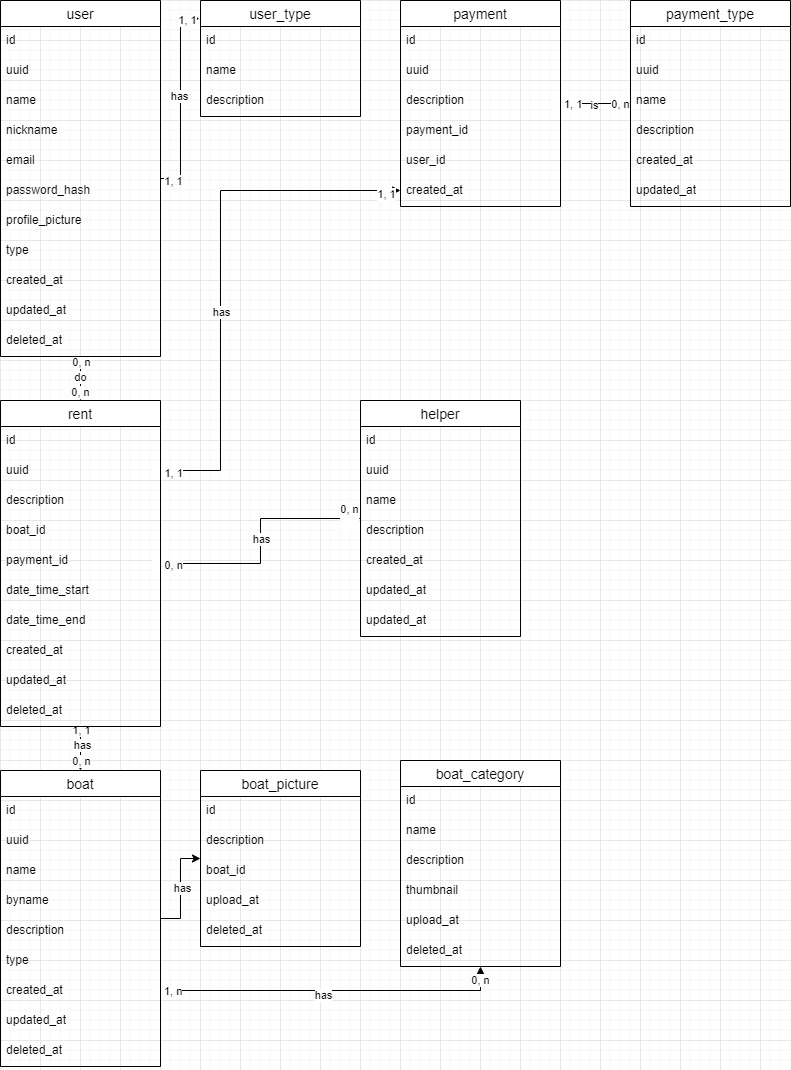 user
id
uuid
name
nickname
email
password_hash
profile_picture
type
created_at
updated_at
deleted_at
1, 1
has
1, 1
user_type
id
name
description
payment
id
uuid
description
payment_id
user_id
created_at
1, 1
is
0, n
payment_type
id
uuid
name
description
created_at
updated_at
1, 1
has
1, 1
0, n
do
0, n
rent
id
uuid
description
boat_id
payment_id
date_time_start
date_time_end
created_at
updated_at
deleted_at
0, n
has
0, n
helper
id
uuid
name
description
created_at
updated_at
updated_at
1, 1
has
0, n
boat
id
uuid
name
byname
description
type
created_at
updated_at
deleted_at
has
boat_picture
id
description
boat_id
upload_at
deleted_at
boat_category
id
name
description
thumbnail
upload_at
deleted_at
0, n
1, n
has